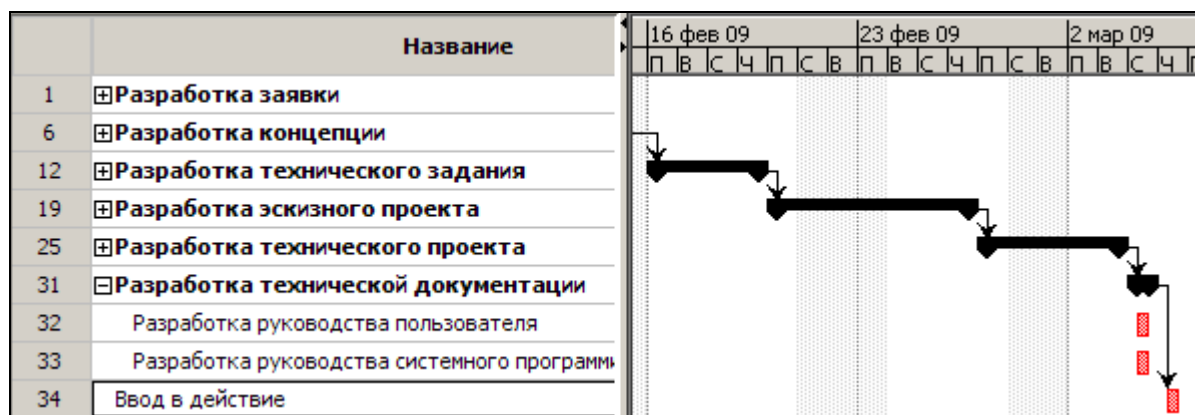 Название
16 фев 09 23 фев 09 2 мар 09
П В С Ч П С В П В С Ч П С В П В С Ч П
1 Разработка заявки
6 Разработка концепции
12 Разработка технического задания
19 Разработка эскизного проекта
25 Разработка технического проекта
31 Разработка технической документации
32 Разработка руководства пользователя
33 Разработка руководства системного программи
34 Ввод в действие